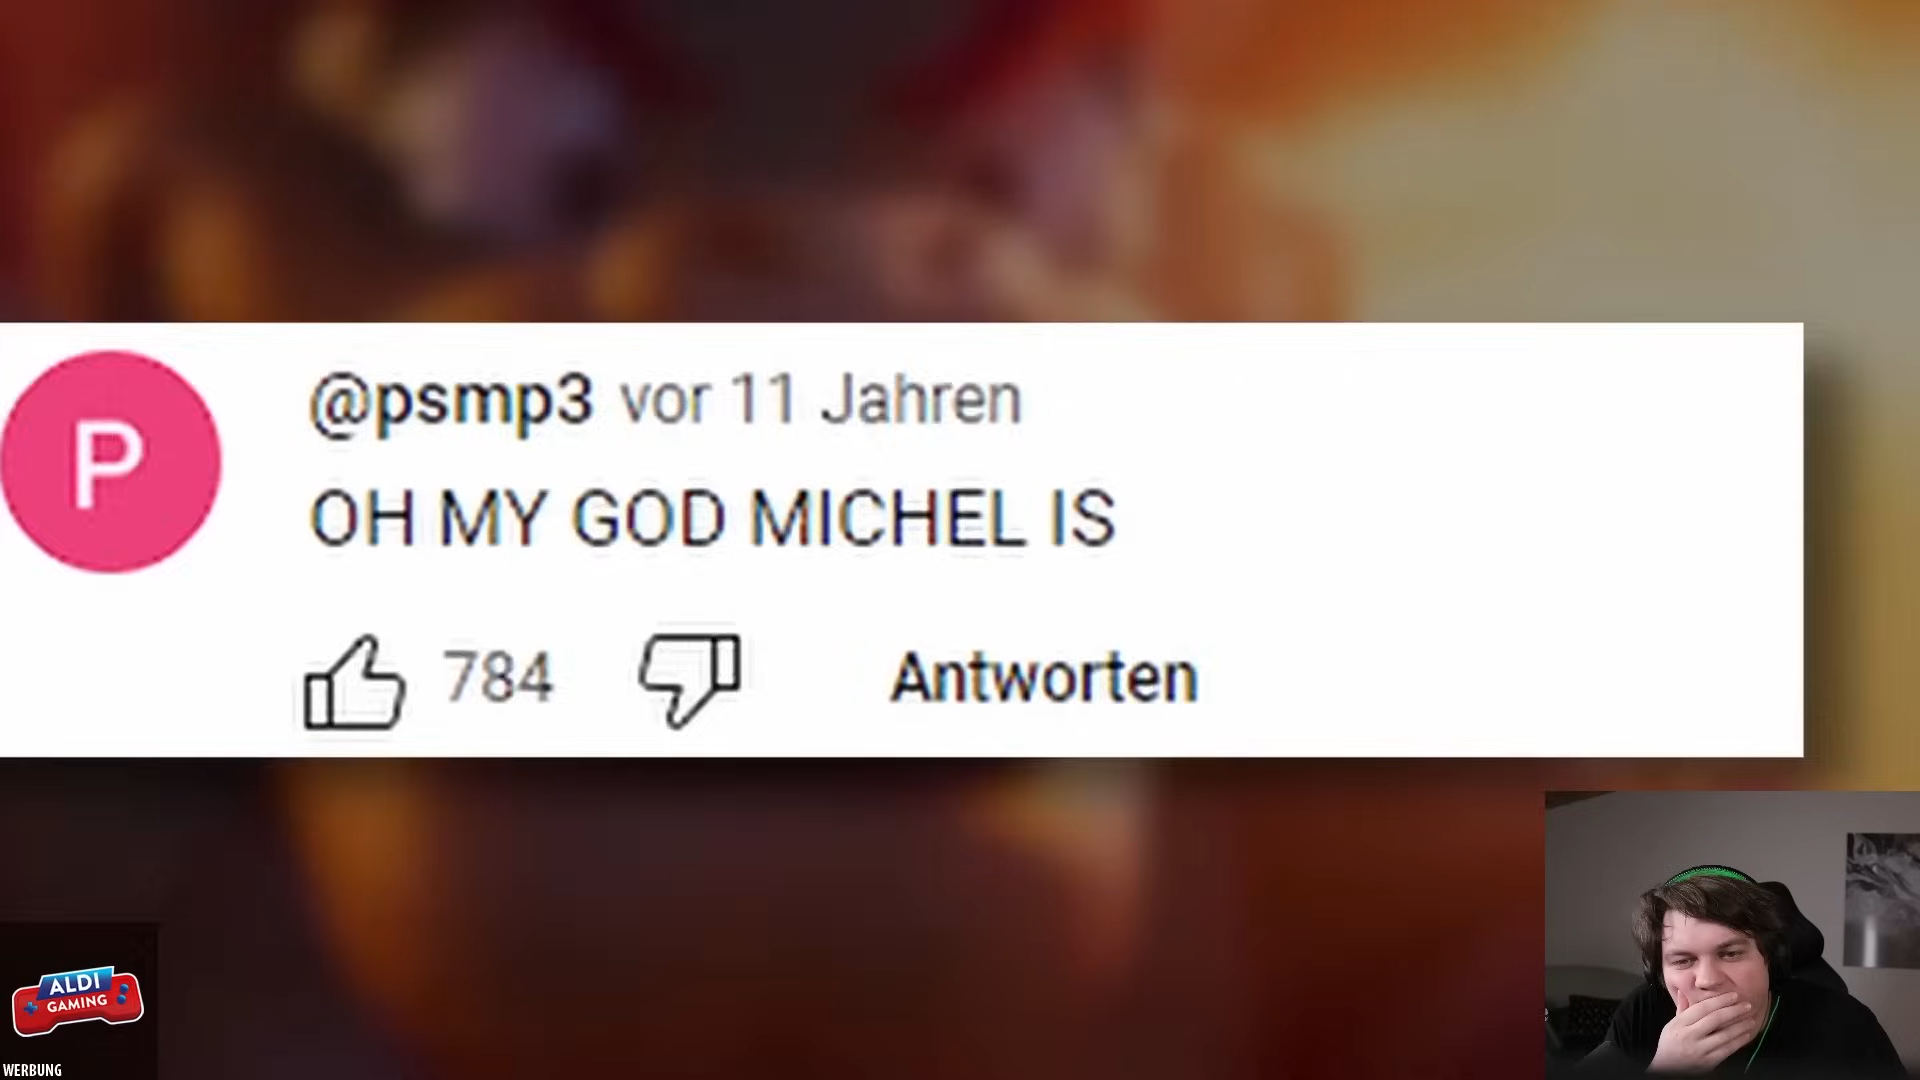 P
@psmp3 vor 11 Jahren
OH MY GOD MICHEL IS
784 Antworten
ALDI
GAMING
WERBUNG